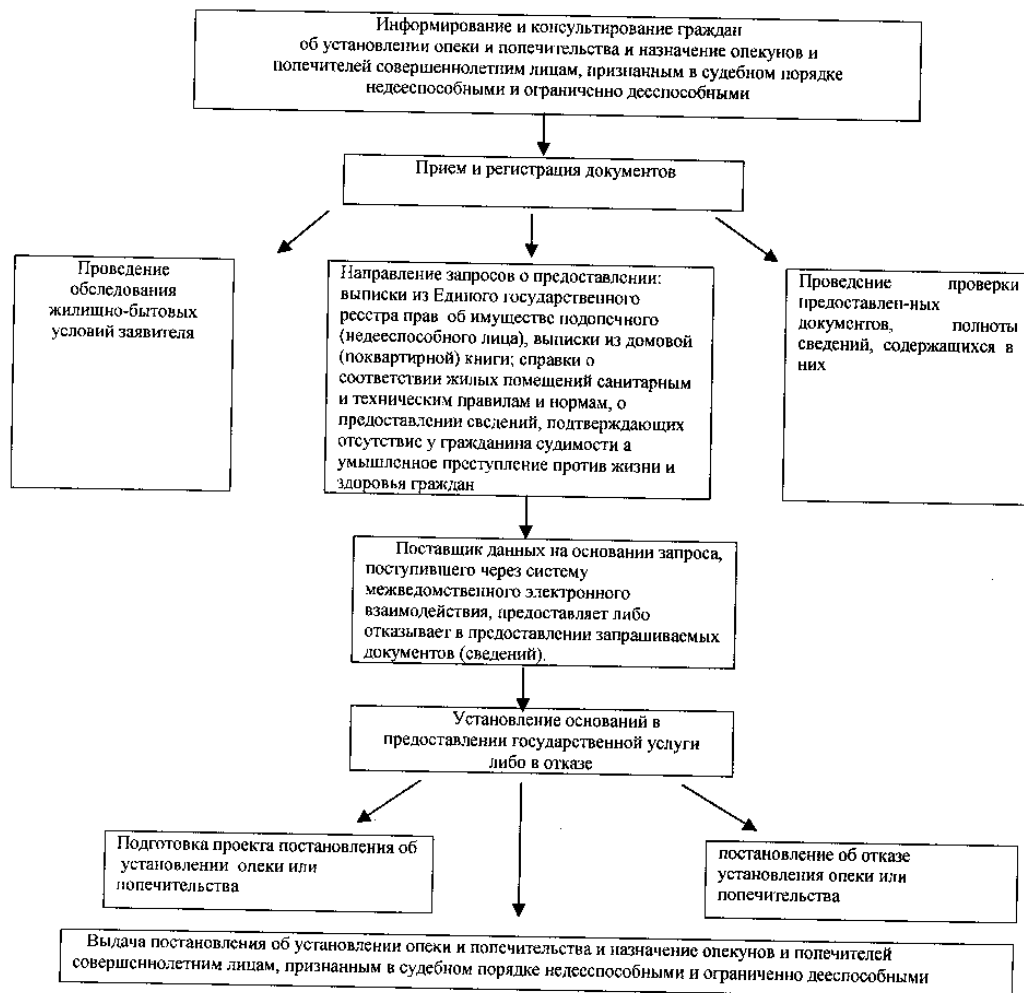 Информирование и консультирование граждан
об установлении опеки и попечительства и назначение опекунов и
попечителей совершеннолетним лицам, признанным в судебном порядке
недееспособными и ограниченно дееспособными
Прием и регистрация документов
Проведение
обследования
жилищно-бытовых
условий заявителя
Направление запросов о предоставлении:
выписки из Единого государственного
реестра прав об имуществе подопечного
(недееспособного лица), выписки из домовой
(поквартирной) книги; справки о
соответствии жилых помещений санитарным
и техническим правилам и нормам, о
предоставлении сведений, подтверждающих
отсутствие у гражданина судимости а
умышленное преступление против жизни и
здоровья граждан
Проведение проверки
предоставлен-ных
документов, полноты
сведений, содержащихся в
них
Поставщик данных на основании запроса,
поступившего через систему
межведомственного электронного
взаимодействия, предоставляет либо
отказывает в предоставлении запрашиваемых
документов (сведений).
Установление оснований в
предоставлении государственной услуги
либо в отказе
Подготовка проекта постановления об
установлении опеки или
попечительства
постановление об отказе
установления опеки или
попечительства
Выдача постановления об установлении опеки и попечительства и назначение опекунов и попечителей
совершеннолетним лицам, признанным в судебном порядке недееспособными и ограниченно дееспособными